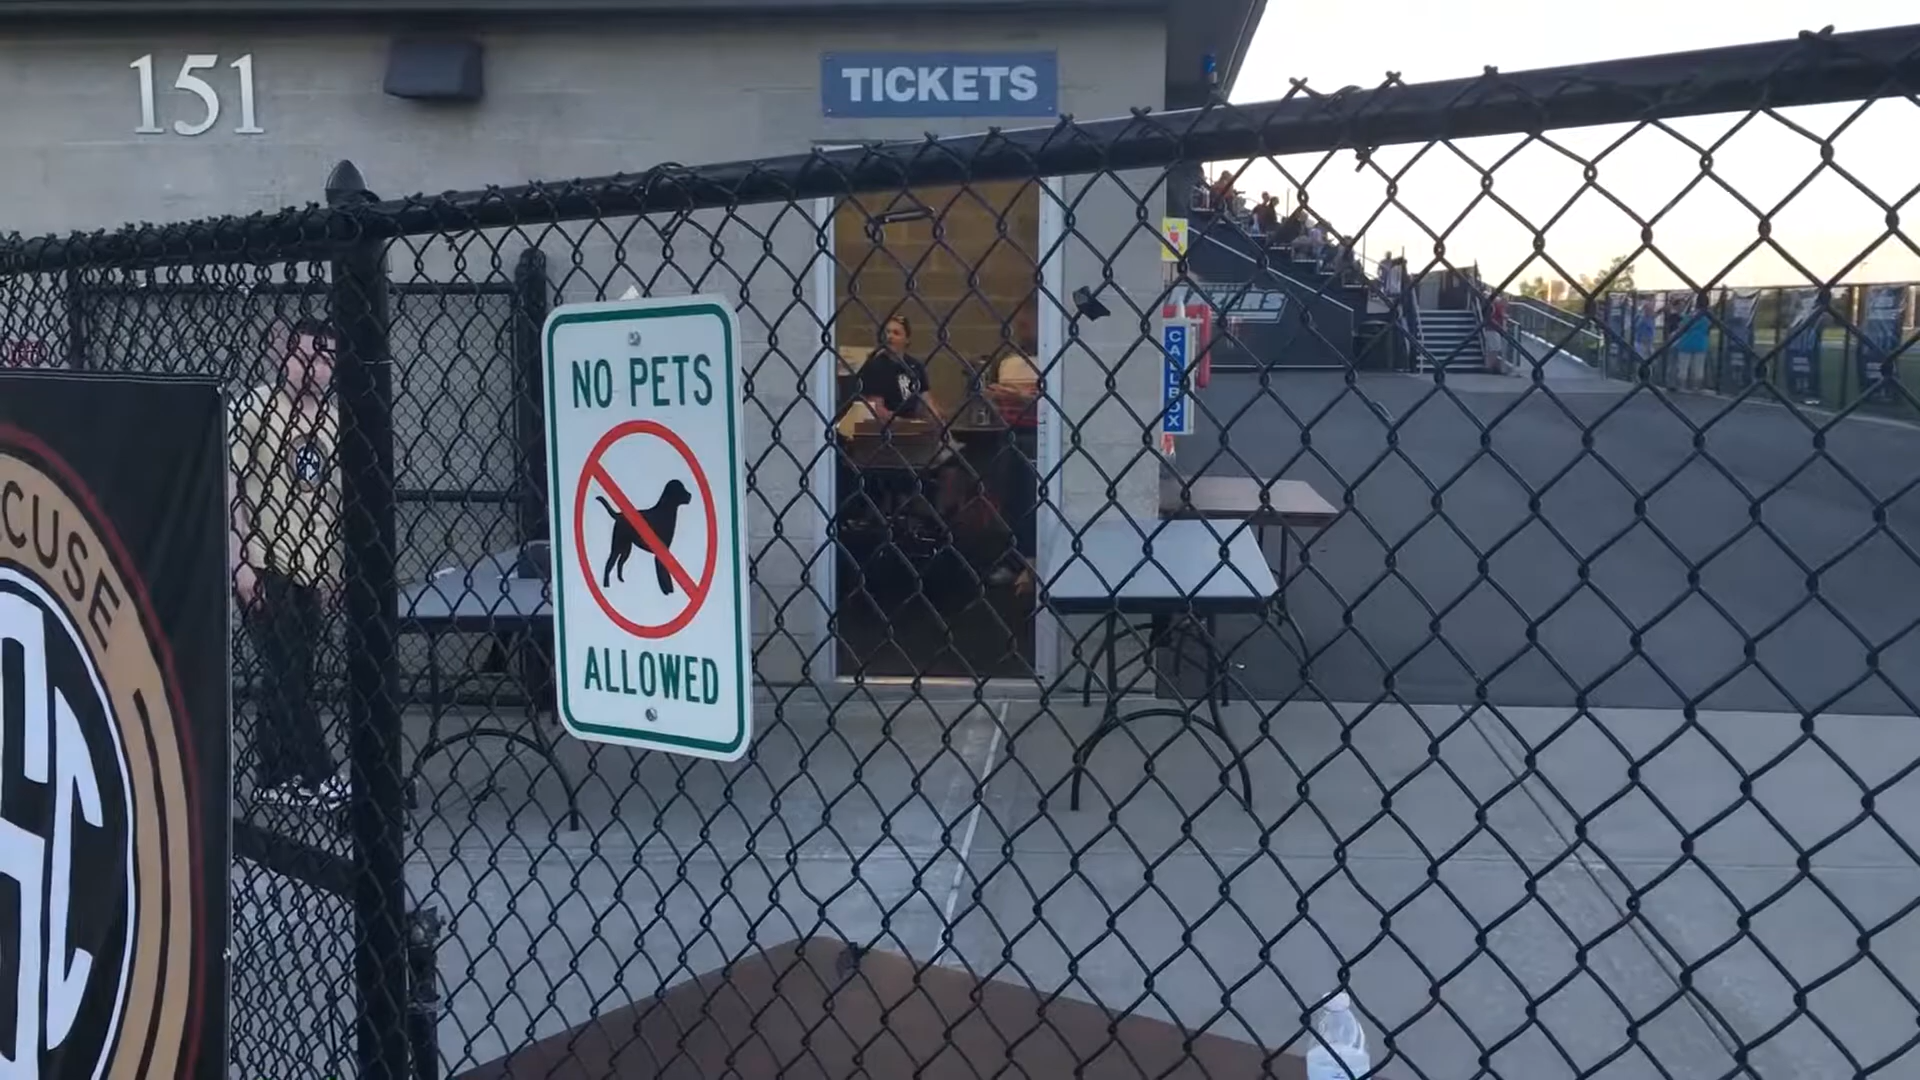 151
TICKETS
NO PETS
ALLOWED
CALLBOX
CUSE
SC